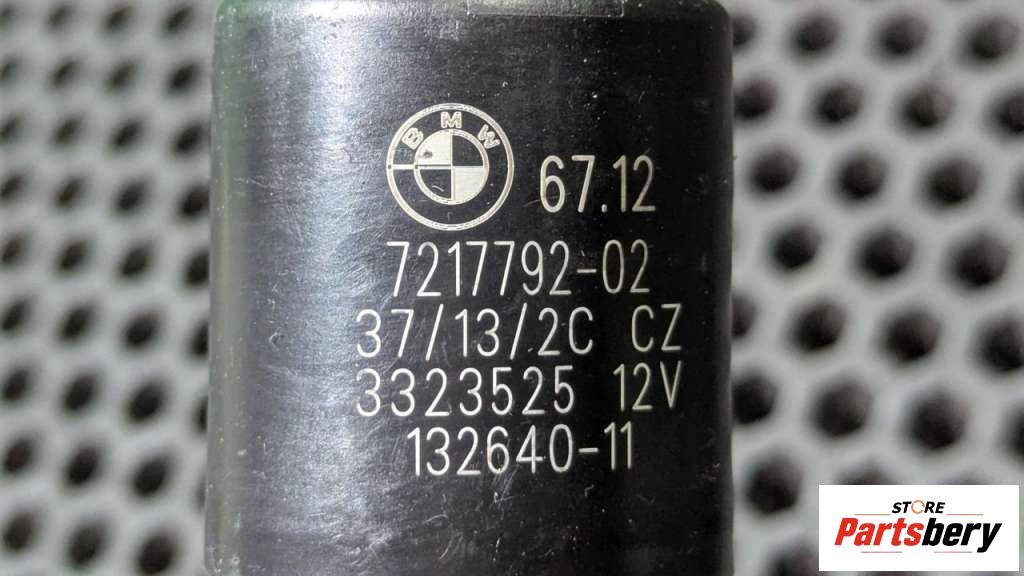 BMW
67.12
7217792-02
37/13/2C CZ
3323525 12V
132640-11
STORE
Partsbery